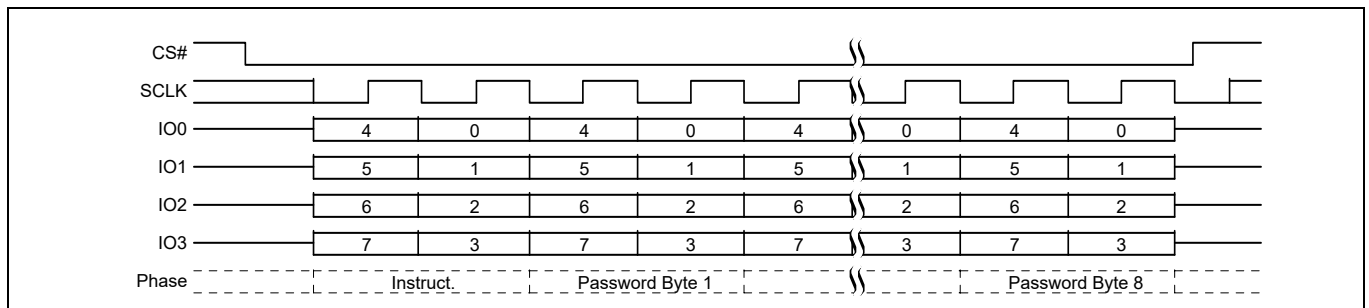 CS#
SCLK
IO0 4 0 4 0 4 0 4 0
IO1 5 1 5 1 5 1 5 1
IO2 6 2 6 2 6 2 6 2
IO3 7 3 7 3 7 3 7 3
Phase Instruct. Password Byte 1 Password Byte 8